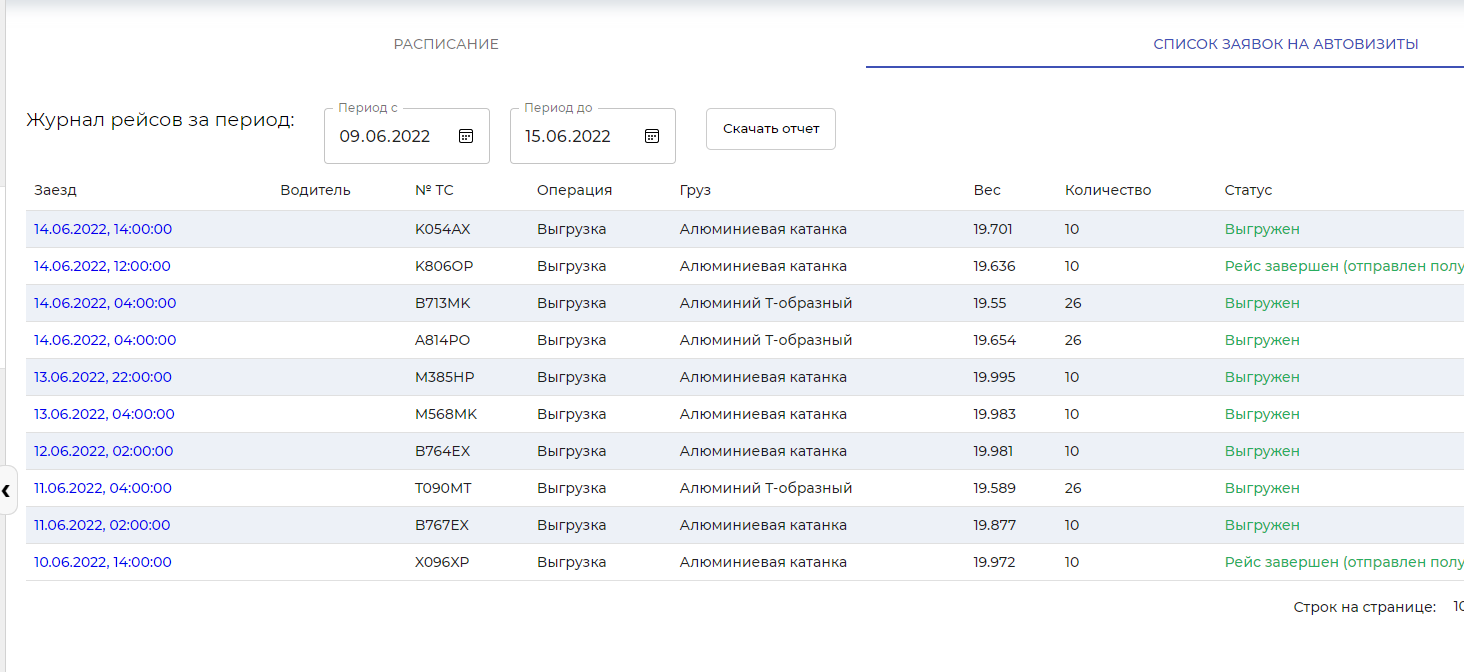 РАСПИСАНИЕ СПИСОК ЗАЯВОК НА АВТОВИЗИТЫ
Журнал рейсов за период: Период с 09.06.2022 Период до 15.06.2022 Скачать отчет
Заезд Водитель № ТС Операция Груз Вес Количество Статус
14.06.2022, 14:00:00 К054АХ Выгрузка Алюминиевая катанка 19.701 10 Выгружен
14.06.2022, 12:00:00 К806ОР Выгрузка Алюминиевая катанка 19.636 10 Рейс завершен (отправлен полу
14.06.2022, 04:00:00 В713МК Выгрузка Алюминий Т-образный 19.55 26 Выгружен
14.06.2022, 04:00:00 А814РО Выгрузка Алюминий Т-образный 19.654 26 Выгружен
13.06.2022, 22:00:00 М385НР Выгрузка Алюминиевая катанка 19.995 10 Выгружен
13.06.2022, 04:00:00 М568МК Выгрузка Алюминиевая катанка 19.983 10 Выгружен
12.06.2022, 02:00:00 В764ЕХ Выгрузка Алюминиевая катанка 19.981 10 Выгружен
11.06.2022, 04:00:00 Т090МТ Выгрузка Алюминий Т-образный 19.589 26 Выгружен
11.06.2022, 02:00:00 В767ЕХ Выгрузка Алюминиевая катанка 19.877 10 Выгружен
10.06.2022, 14:00:00 Х096ХР Выгрузка Алюминиевая катанка 19.972 10 Рейс завершен (отправлен полу
Строк на странице: 10